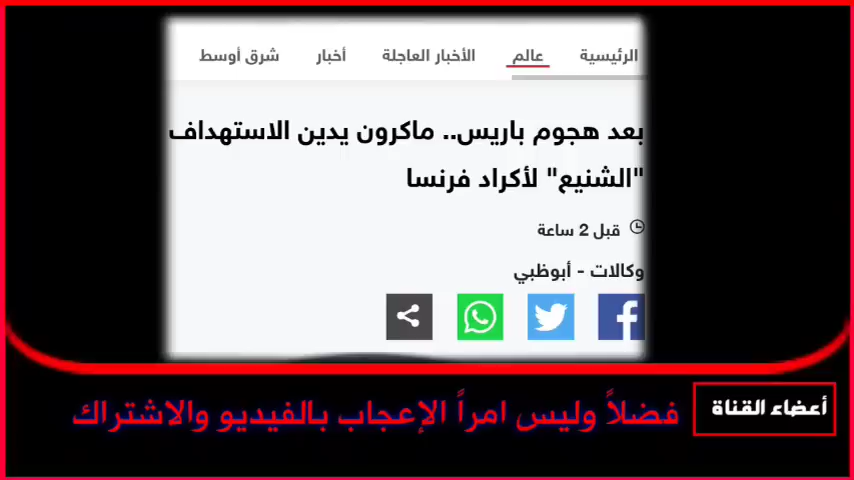 الرئيسية عالم الأخبار العاجلة أخبار شرق أوسط
بعد هجوم باريس.. ماكرون يدين الاستهداف
"الشنيع" لأكراد فرنسا
قبل 2 ساعة
وكالات - أبوظبي
أعضاء القناة
فضلاً وليس امراً الإعجاب بالفيديو والاشتراك